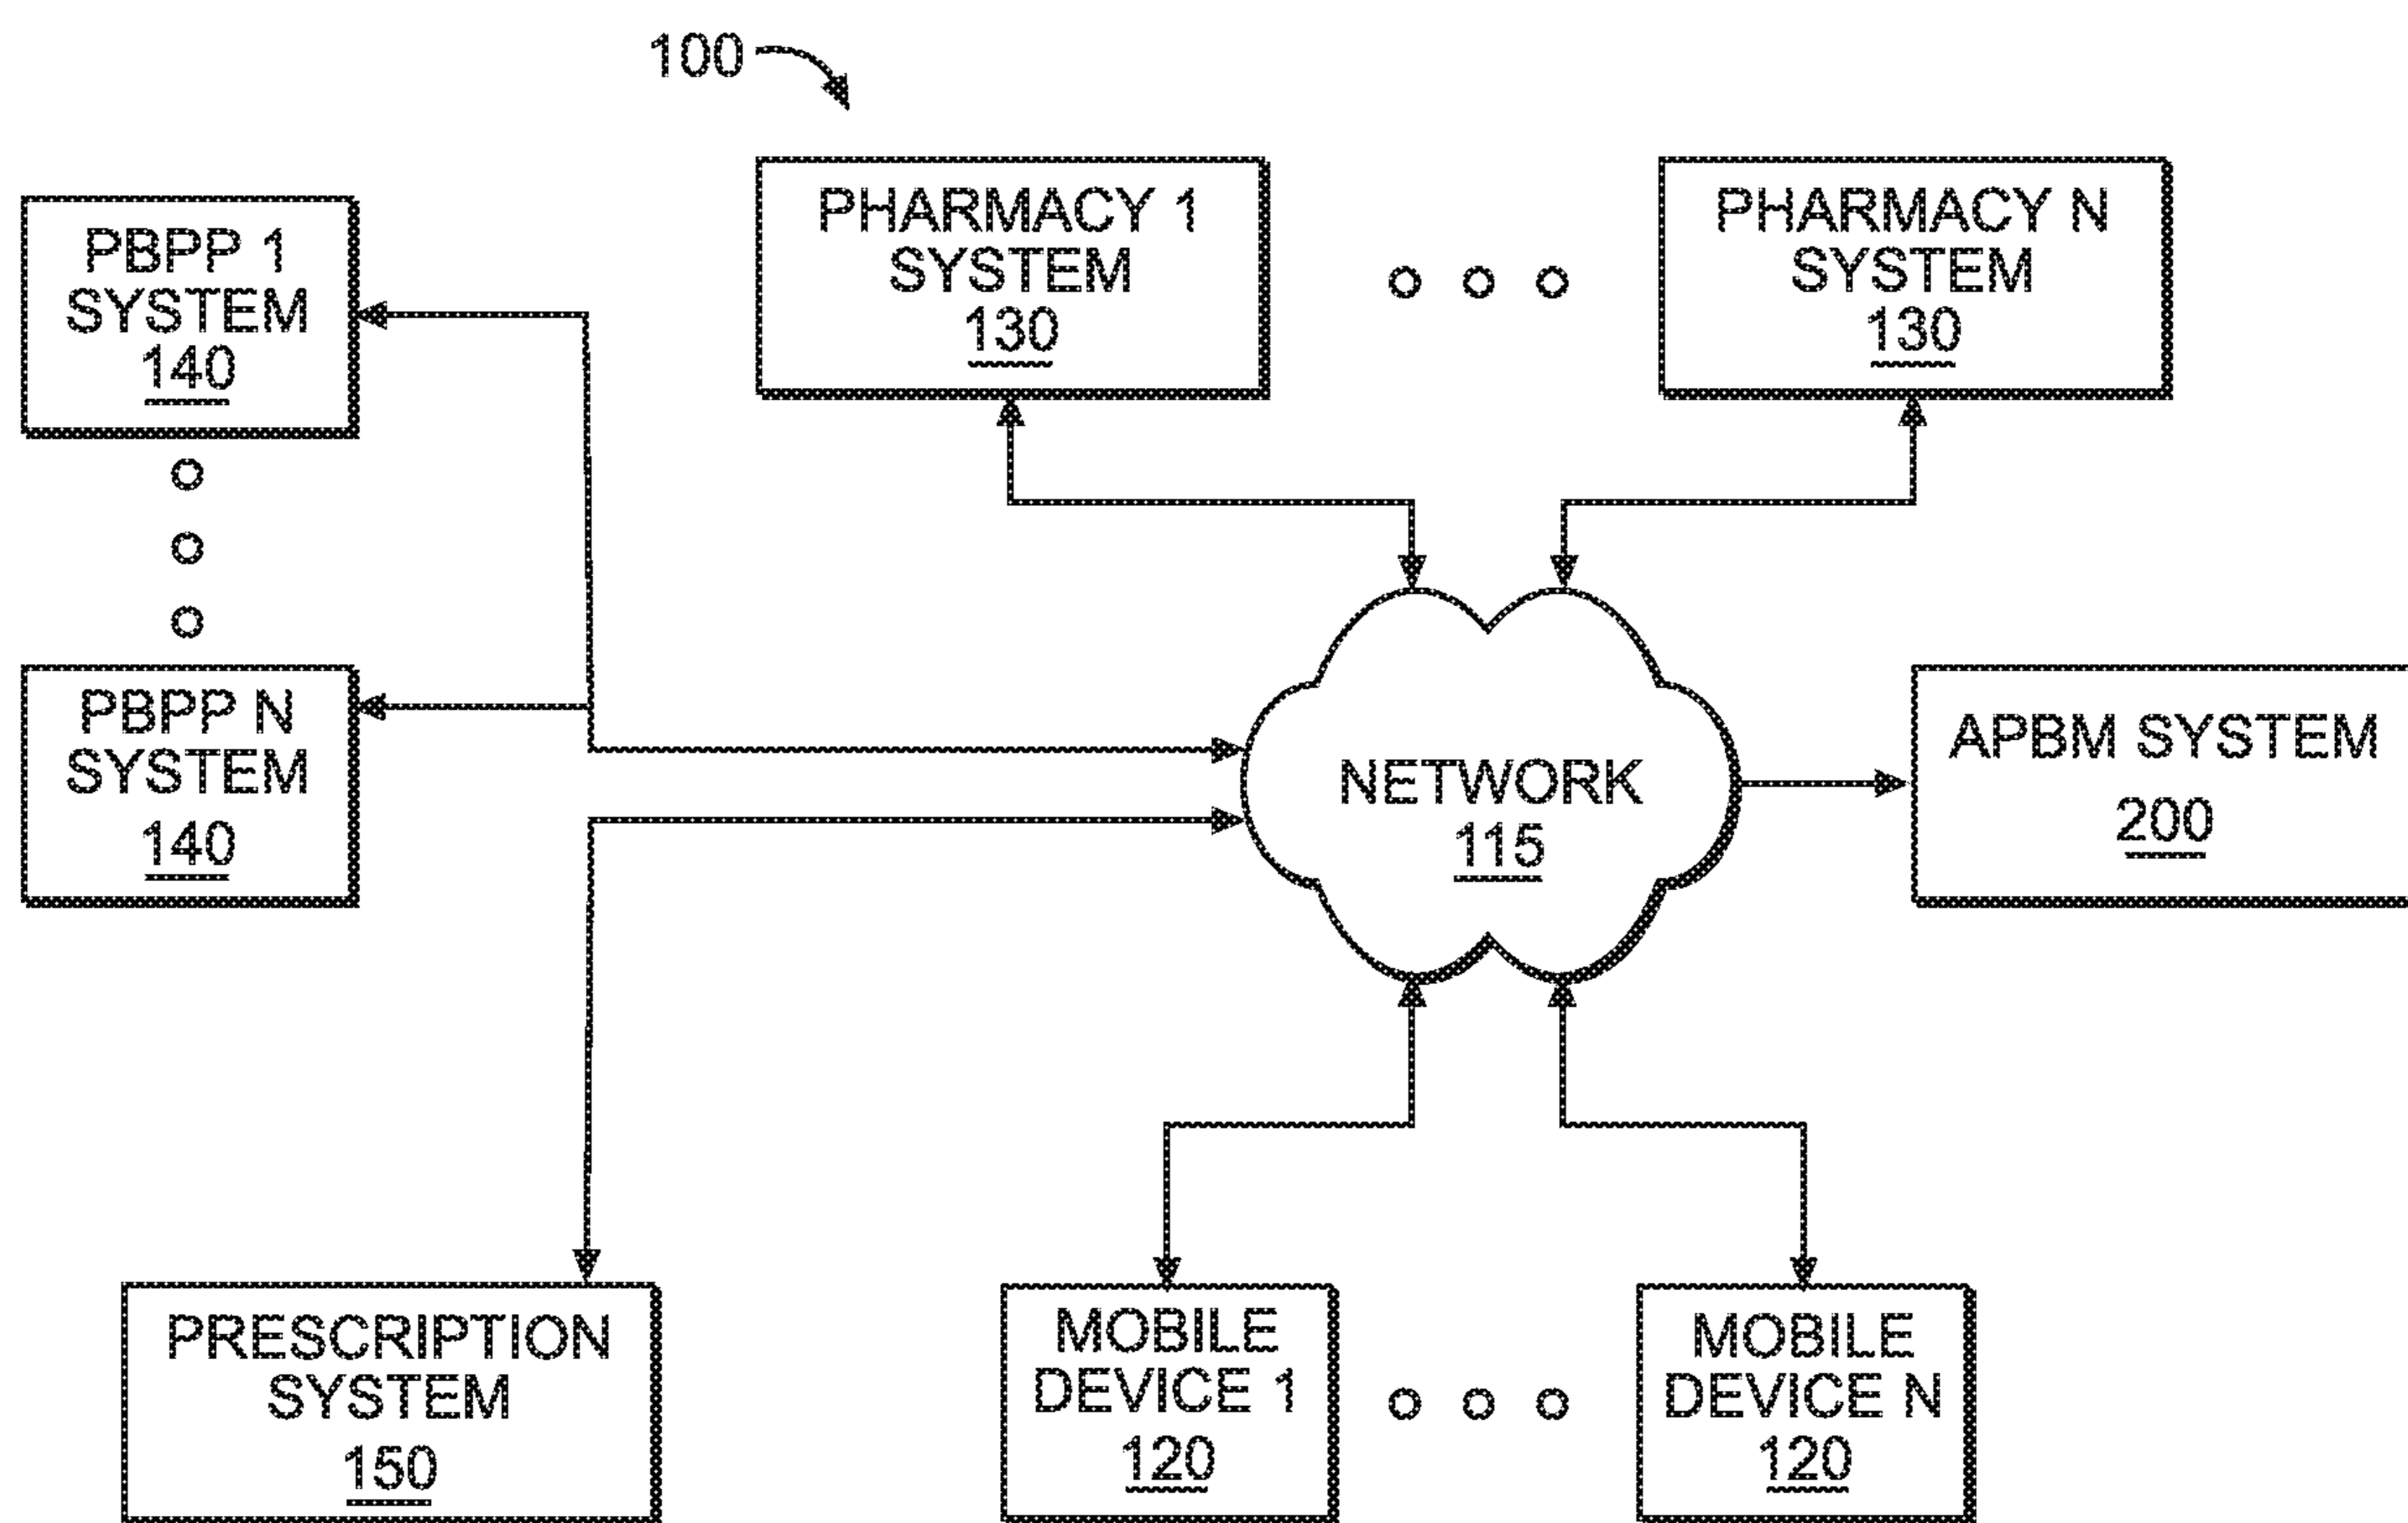 100
PHARMACY 1
SYSTEM
130
PHARMACY N
SYSTEM
130
PBPP 1
SYSTEM
140
PBPP N
SYSTEM
140
NETWORK
115
APBM SYSTEM
200
PRESCRIPTION
SYSTEM
150
MOBILE
DEVICE 1
120
MOBILE
DEVICE N
120